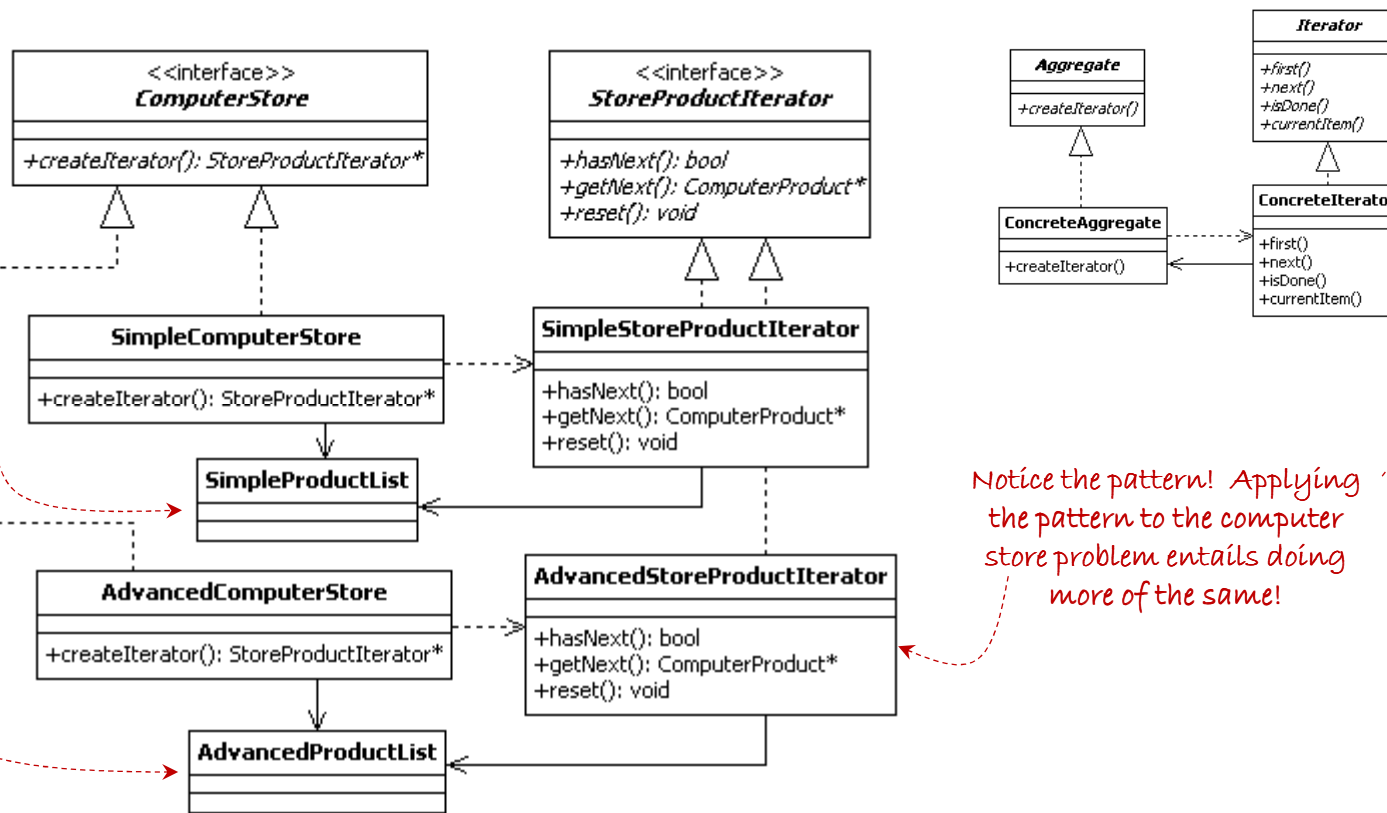 <<interface>>
ComputerStore
+createIterator(): StoreProductIterator*
<<interface>>
StoreProductIterator
+hasNext(): bool
+getNext(): ComputerProduct*
+reset(): void
Aggregate
+createIterator()
Iterator
+first()
+next()
+isDone()
+currentItem()
ConcreteAggregate
+createIterator()
ConcreteIterato
+first()
+next()
+isDone()
+currentItem()
SimpleComputerStore
+createIterator(): StoreProductIterator*
SimpleStoreProductIterator
+hasNext(): bool
+getNext(): ComputerProduct*
+reset(): void
SimpleProductList
Notice the pattern! Applying
the pattern to the computer
store problem entails doing
more of the same!
AdvancedComputerStore
+createIterator(): StoreProductIterator*
AdvancedStoreProductIterator
+hasNext(): bool
+getNext(): ComputerProduct*
+reset(): void
AdvancedProductList